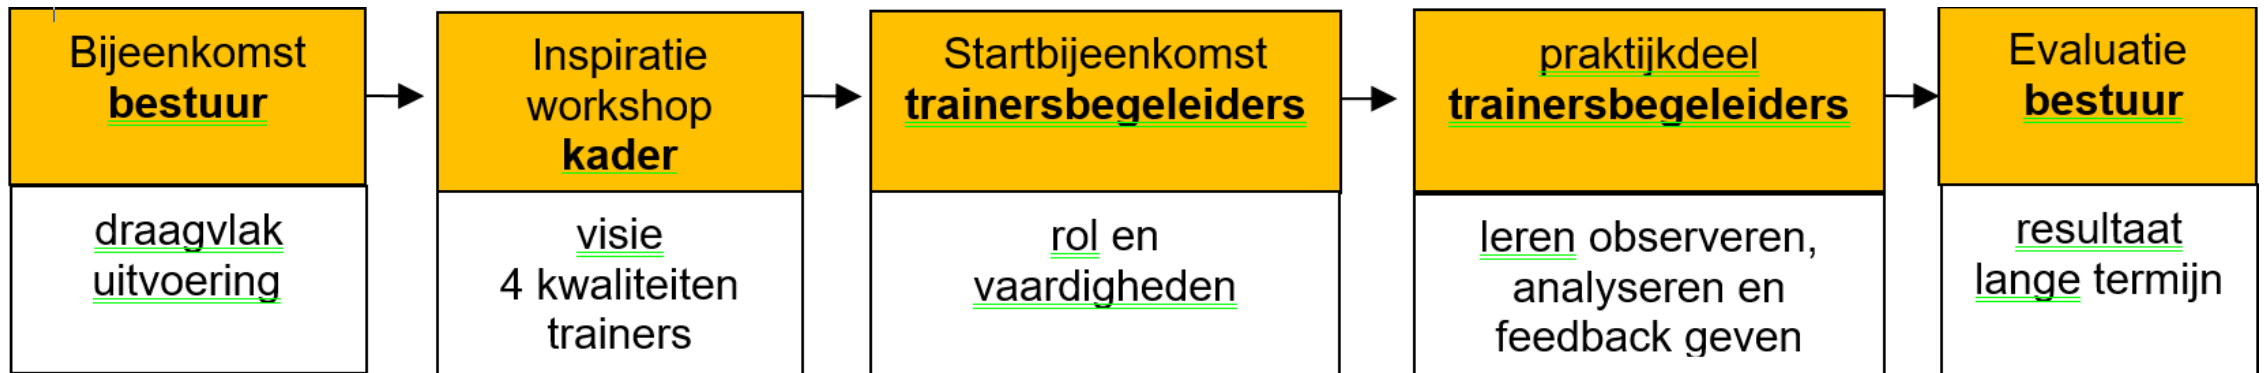 Bijeenkomst
bestuur
draagvlak
uitvoering
Inspiratie
workshop
kader
visie
4 kwaliteiten
trainers
Startbijeenkomst
trainersbegeleiders
rol en
vaardigheden
praktijkdeel
trainersbegeleiders
leren observeren,
analyseren en
feedback geven
Evaluatie
bestuur
resultaat
lange termijn